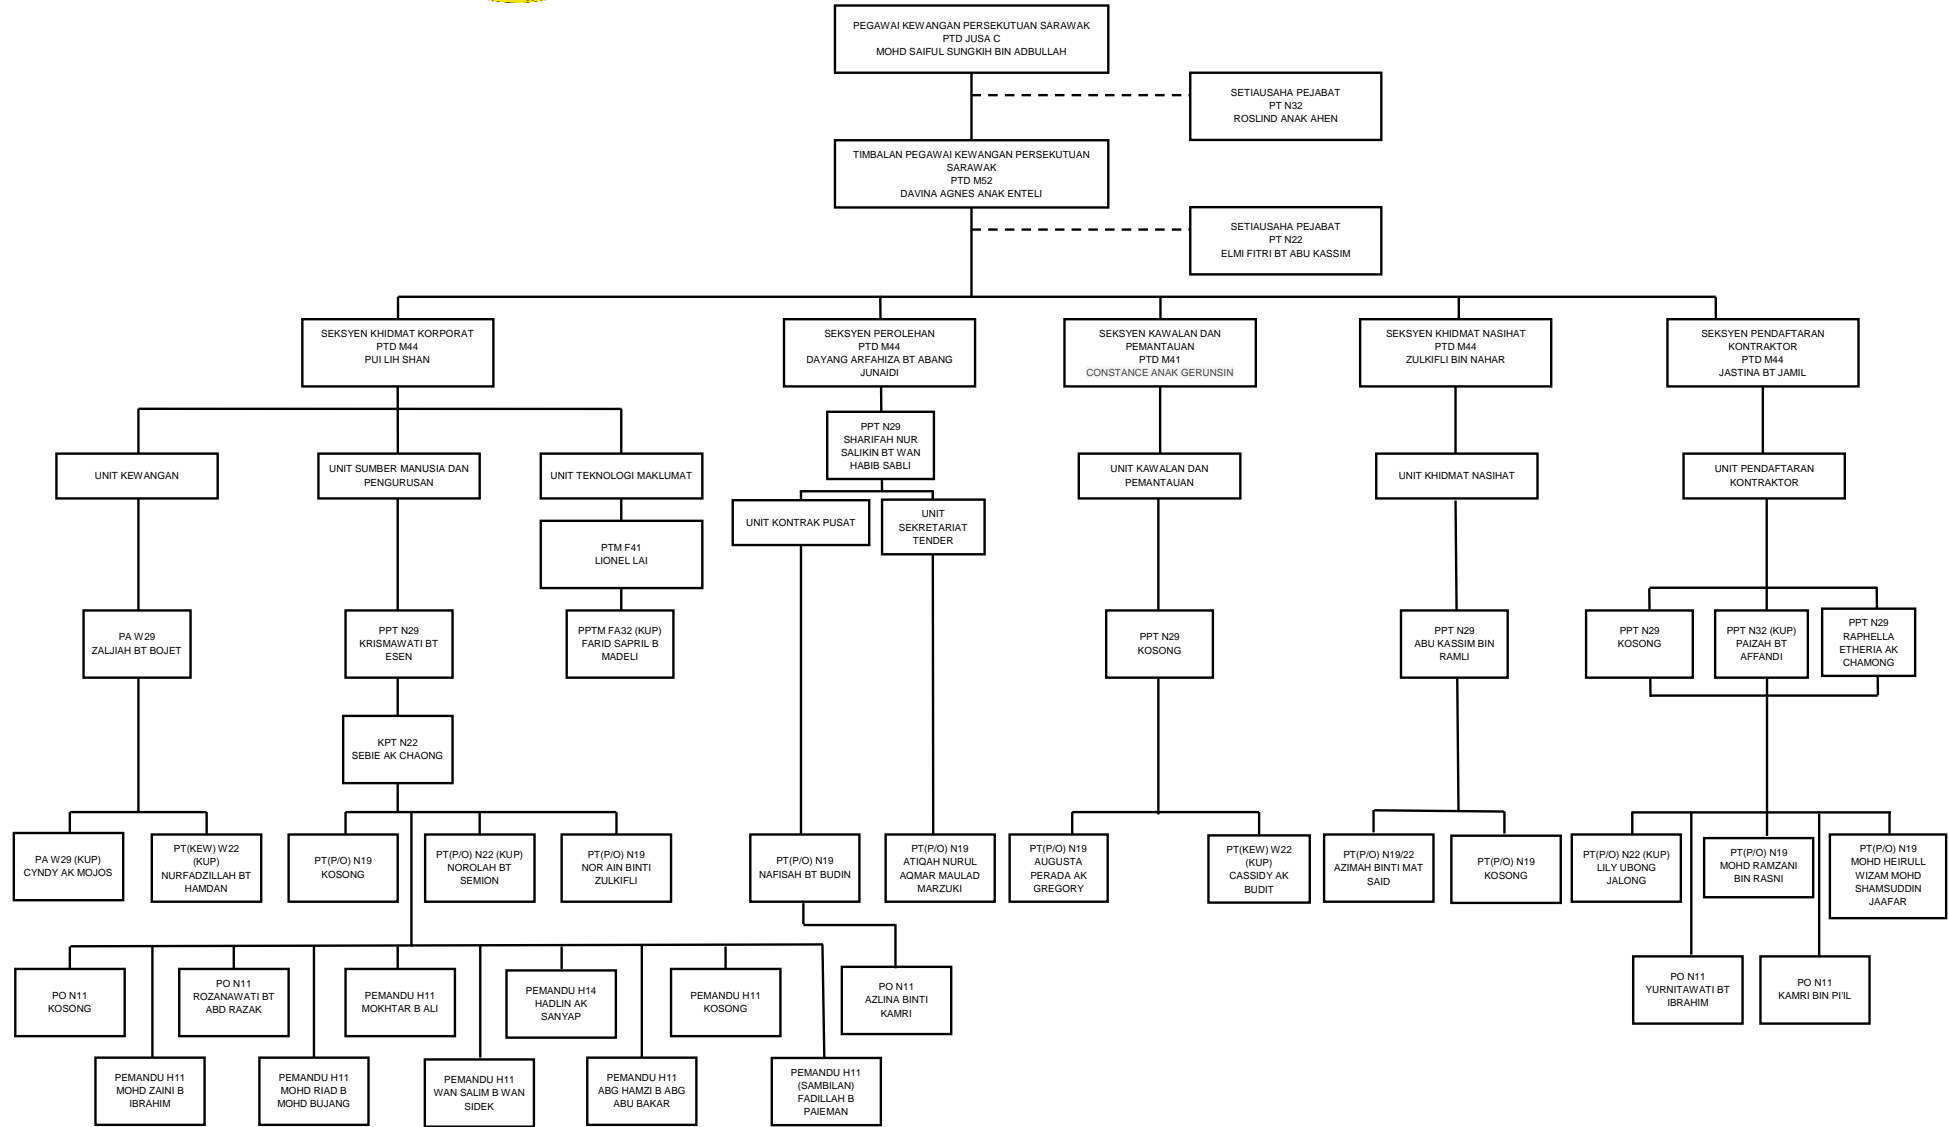 PEGAWAI KEWANGAN PERSEKUTUAN SARAWAK
PTD JUSA C
MOHD SAIFUL SUNGKIH BIN ADBULLAH
SETIAUSAHA PEJABAT
PT N32
ROSLIND ANAK AHEN
TIMBALAN PEGAWAI KEWANGAN PERSEKUTUAN
SARAWAK
PTD M52
DAVINA AGNES ANAK ENTELI
SETIAUSAHA PEJABAT
PT N22
ELMI FITRI BT ABU KASSIM
SEKSYEN KHIDMAT KORPORAT
PTD M44
PUI LIH SHAN
SEKSYEN PEROLEHAN
PTD M44
DAYANG ARFAHIZA BT ABANG
JUNAIDI
SEKSYEN KAWALAN DAN
PEMANTAUAN
PTD M41
CONSTANCE ANAK GERUNSIN
SEKSYEN KHIDMAT NASIHAT
PTD M44
ZULKIFLI BIN NAHAR
SEKSYEN PENDAFTARAN
KONTRAKTOR
PTD M44
JASTINA BT JAMIL
PPT N29
SHARIFAH NUR
SALIKIN BT WAN
HABIB SABLI
UNIT KEWANGAN
UNIT SUMBER MANUSIA DAN
PENGURUSAN
UNIT TEKNOLOGI MAKLUMAT
UNIT KAWALAN DAN
PEMANTAUAN
UNIT KHIDMAT NASIHAT
UNIT PENDAFTARAN
KONTRAKTOR
UNIT KONTRAK PUSAT
UNIT
SEKRETARIAT
TENDER
PTM F41
LIONEL LAI
PA W29
ZALJIAH BT BOJET
PPT N29
KRISMAWATI BT
ESEN
PPTM FA32 (KUP)
FARID SAPRIL B
MADELI
PPT N29
KOSONG
PPT N29
ABU KASSIM BIN
RAMLI
PPT N29
KOSONG
PPT N32 (KUP)
PAIZAH BT
AFFANDI
PPT N29
RAPHELLA
ETHERIA AK
CHAMONG
KPT N22
SEBIE AK CHAONG
PA W29 (KUP)
CYNDY AK MOJOS
PT(KEW) W22
(KUP)
NURFADZILLAH BT
HAMDAN
PT(P/O) N19
KOSONG
PT(P/O) N22 (KUP)
NOROLAH BT
SEMION
PT(P/O) N19
NOR AIN BINTI
ZULKIFLI
PT(P/O) N19
NAFISAH BT BUDIN
PT(P/O) N19
ATIQAH NURUL
AQMAR MAULAD
MARZUKI
PT(P/O) N19
AUGUSTA
PERADA AK
GREGORY
PT(KEW) W22
(KUP)
CASSIDY AK
BUDIT
PT(P/O) N19/22
AZIMAH BINTI MAT
SAID
PT(P/O) N19
KOSONG
PT(P/O) N22 (KUP)
LILY UBONG
JALONG
PT(P/O) N19
MOHD RAMZANI
BIN RASNI
PT(P/O) N19
MOHD HEIRULL
WIZAM MOHD
SHAMSUDDIN
JAAFAR
PO N11
KOSONG
PO N11
ROZANAWATI BT
ABD RAZAK
PEMANDU H11
MOKHTAR B ALI
PEMANDU H14
HADLIN AK
SANYAP
PEMANDU H11
KOSONG
PO N11
AZLINA BINTI
KAMRI
PO N11
YURNITAWATI BT
IBRAHIM
PO N11
KAMRI BIN PI'IL
PEMANDU H11
MOHD ZAINI B
IBRAHIM
PEMANDU H11
MOHD RIAD B
MOHD BUJANG
PEMANDU H11
WAN SALIM B WAN
SIDEK
PEMANDU H11
ABG HAMZI B ABG
ABU BAKAR
PEMANDU H11
(SAMBILAN)
FADILLAH B
PAIEMAN